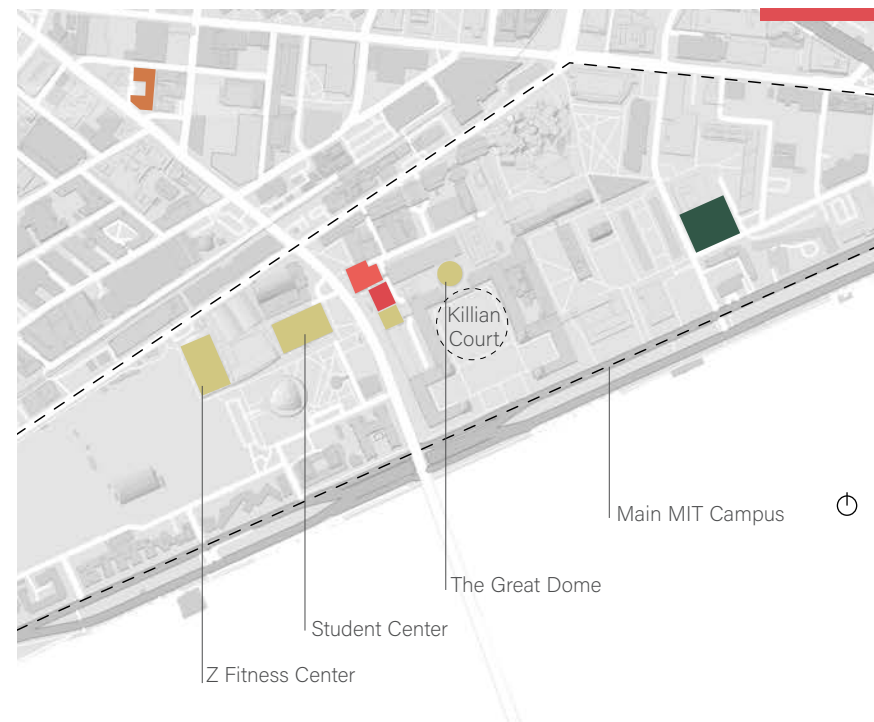 Killian
Court
Main MIT Campus
The Great Dome
Student Center
Z Fitness Center